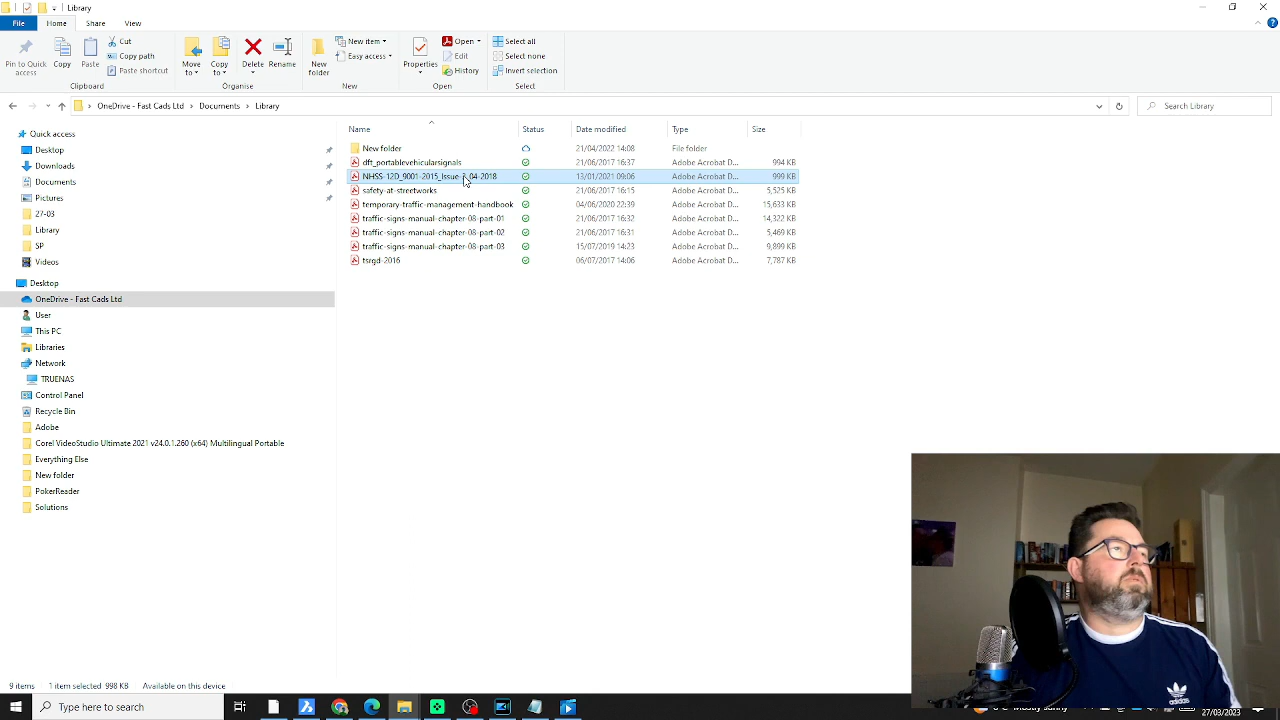 Library
File
Home
Share
View
Pin to Quick access
Copy
Paste
Cut
Copy path
Paste shortcut
Clipboard
Move to
Copy to
Delete
Rename
Organise
New folder
New item
Easy access
New
Properties
Open
Edit
History
Open
Select all
Select none
Invert selection
Select
OneDrive - Fast Cads Ltd > Documents > Library
Search Library
Quick access
Desktop
Downloads
Documents
Pictures
27-03
Library
SP
Videos
Desktop
OneDrive - Fast Cads Ltd
User
This PC
Libraries
Network
TRUENAS
Control Panel
Recycle Bin
Adobe
Corel VideoStudio Ultimate 2021 v24.0.1.260 (x64) Multilingual Portable
Everything Else
New folder
PokerReader
Solutions
Name Status Date modified Type Size
New folder 21/04/2022 14:08 File folder
dft_portablevehicularsignals 21/06/2017 16:37 Adobe Acrobat D... 994 KB
13/01/2021 09:06 Adobe Acrobat D... 999 KB
safety-at-streetworks 21/06/2017 16:15 Adobe Acrobat D... 5,525 KB
temporary-traffic-management-handbook 04/06/2020 22:39 Adobe Acrobat D... 15,633 KB
traffic-signs-manual-chapter-08-part-01 21/06/2017 16:32 Adobe Acrobat D... 14,322 KB
traffic-signs-manual-chapter-08-part-02 21/06/2017 16:31 Adobe Acrobat D... 5,469 KB
traffic-signs-manual-chapter-08-part-03 15/07/2019 14:23 Adobe Acrobat D... 9,899 KB
tsrgd-2016 06/07/2017 14:06 Adobe Acrobat D... 7,787 KB
9 items 1 item selected 998 KB Available on this device
Type here to search
adidas
27/03/2023